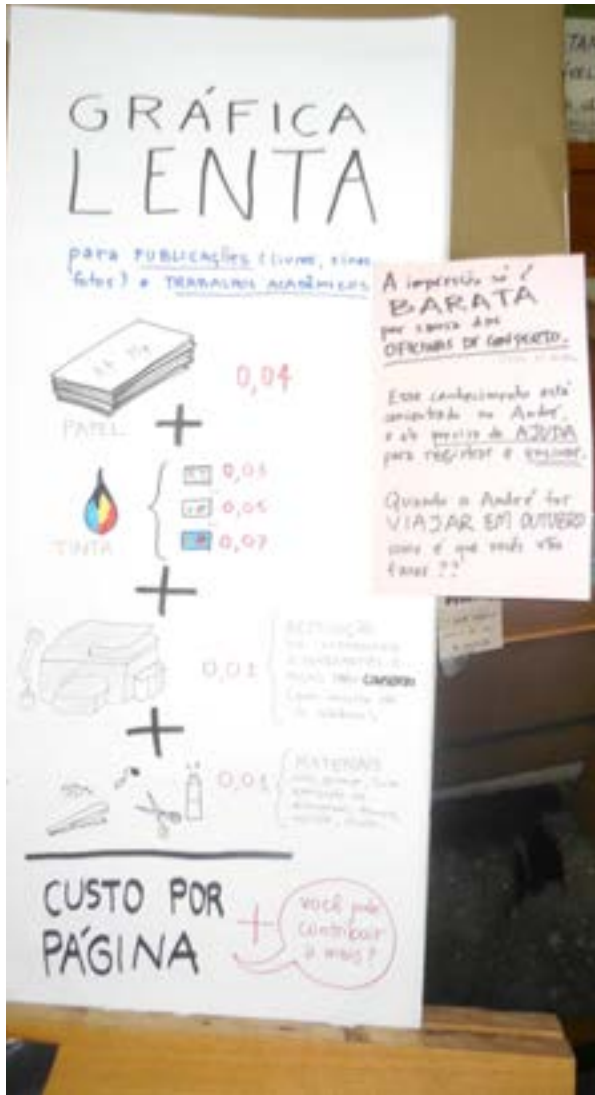 GRÁFICA
LENTA
para PUBLICAÇÕES (livros, zines,
fotos) e TRABALHOS ACADÊMICOS
A impressão só é
BARATA
por causa das
OFICINAS DE CONSERTO.
Esse conhecimento está
concentrado no André,
e ele precisa de AJUDA
para registrar e ensinar.
Quando o André for
VIAJAR EM OUTUBRO
como é que vocês vão
fazer??
0,04
PAPEL
+
TINTA
0,03
0,05
0,07
+
0,01
+
0,01
MATERIAIS
CUSTO POR
PÁGINA
+
você pode
contribuir
a mais?